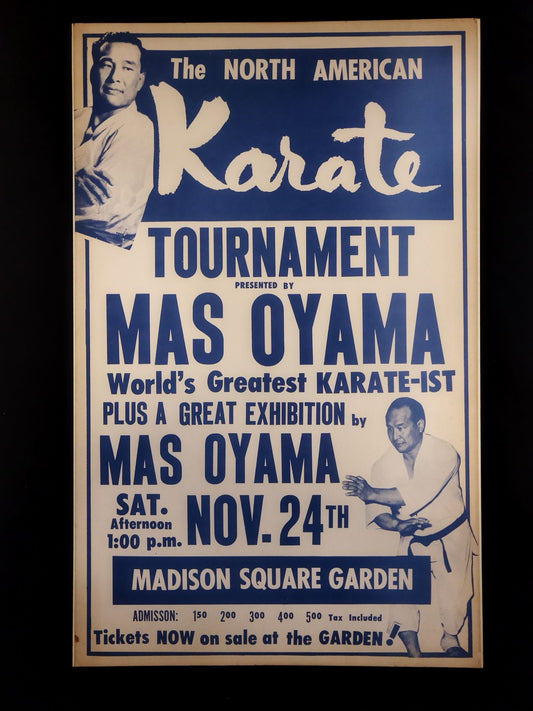 The NORTH AMERICAN
Karate
TOURNAMENT
PRESENTED BY
MAS OYAMA
World's Greatest KARATE-IST
PLUS A GREAT EXHIBITION by
MAS OYAMA
SAT.
Afternoon
1:00 p.m.
NOV. 24TH
MADISON SQUARE GARDEN
ADMISSON: 150 200 300 400 500 Tax Included
Tickets NOW on sale at the GARDEN!